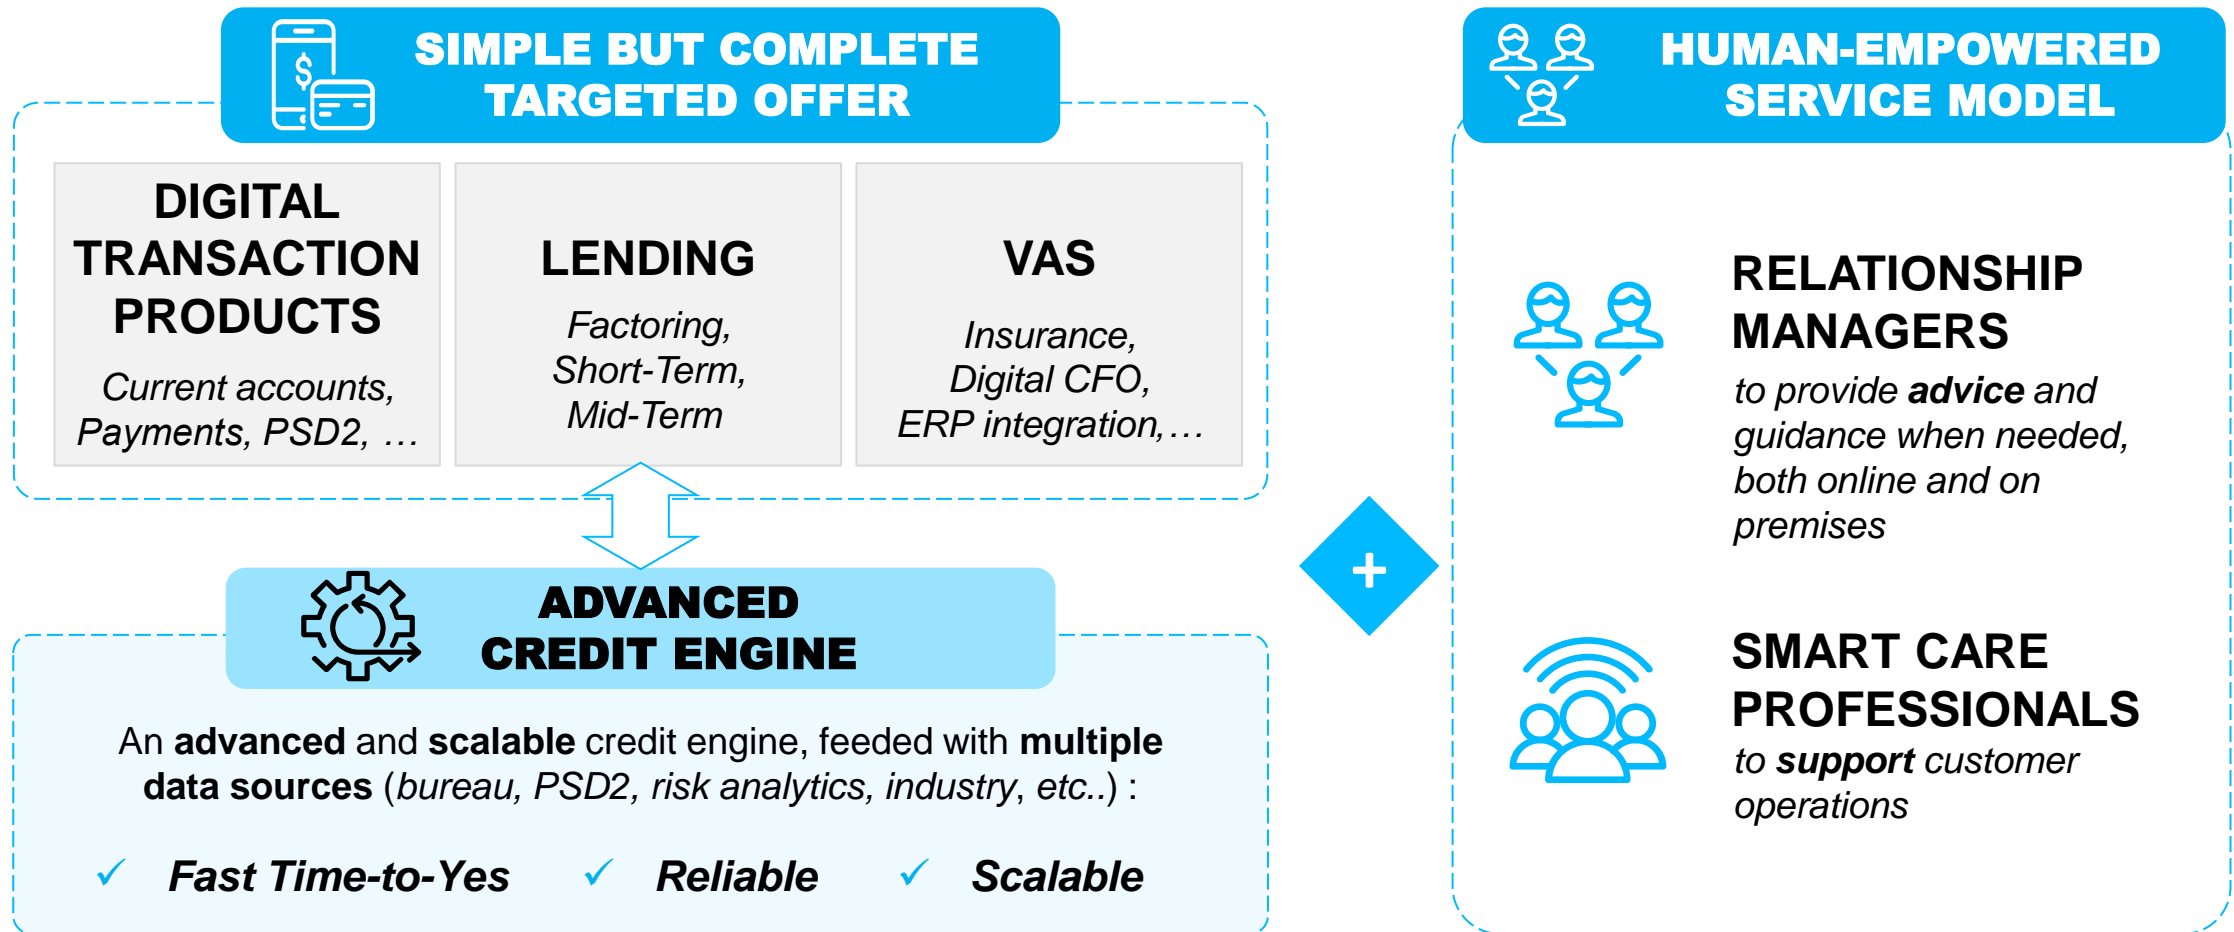 SIMPLE BUT COMPLETE
TARGETED OFFER
DIGITAL
TRANSACTION
PRODUCTS
Current accounts,
Payments, PSD2, …
LENDING
Factoring,
Short-Term,
Mid-Term
VAS
Insurance,
Digital CFO,
ERP integration,…
ADVANCED
CREDIT ENGINE
An advanced and scalable credit engine, feeded with multiple
data sources (bureau, PSD2, risk analytics, industry, etc..) :
✓ Fast Time-to-Yes ✓ Reliable ✓ Scalable
+
HUMAN-EMPOWERED
SERVICE MODEL
RELATIONSHIP
MANAGERS
to provide advice and
guidance when needed,
both online and on
premises
SMART CARE
PROFESSIONALS
to support customer
operations